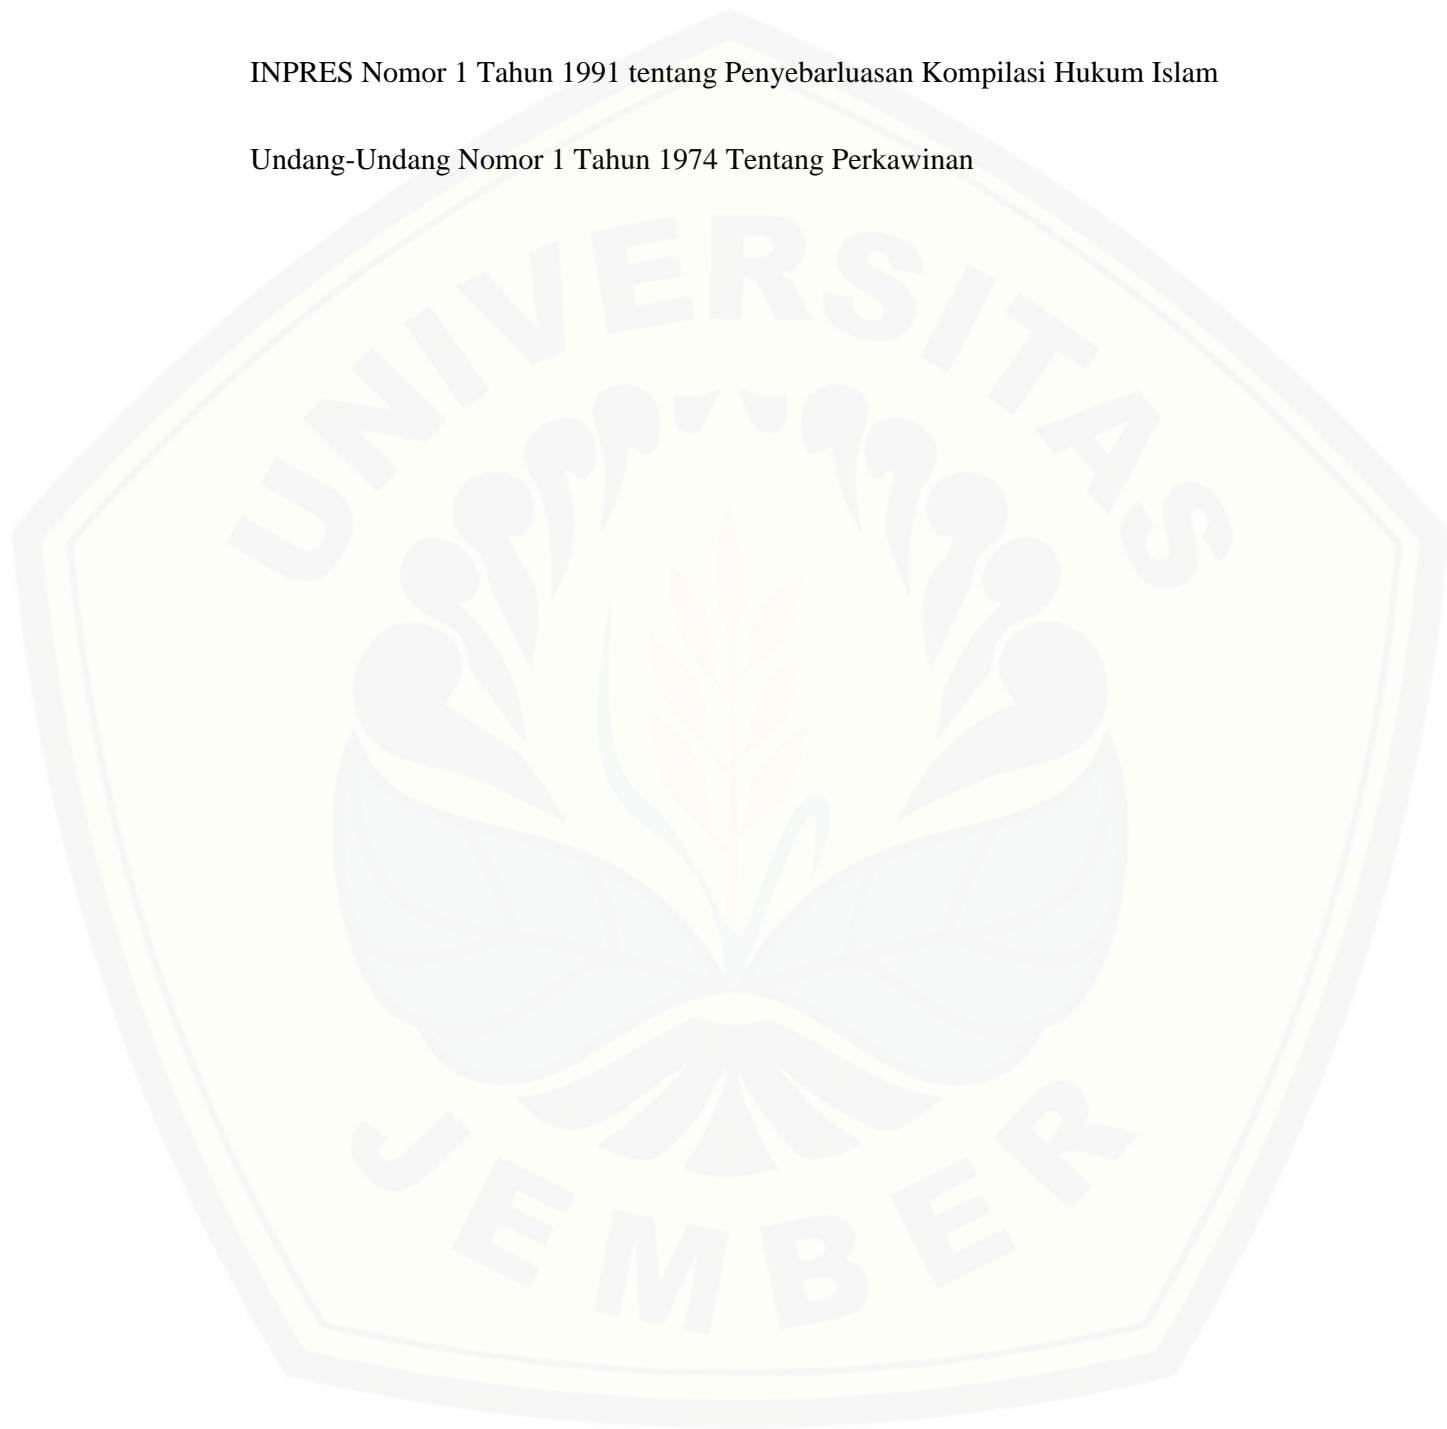 INPRES Nomor 1 Tahun 1991 tentang Penyebarluasan Kompilasi Hukum Islam
Undang-Undang Nomor 1 Tahun 1974 Tentang Perkawinan
UNIVERSITAS
JEMBER